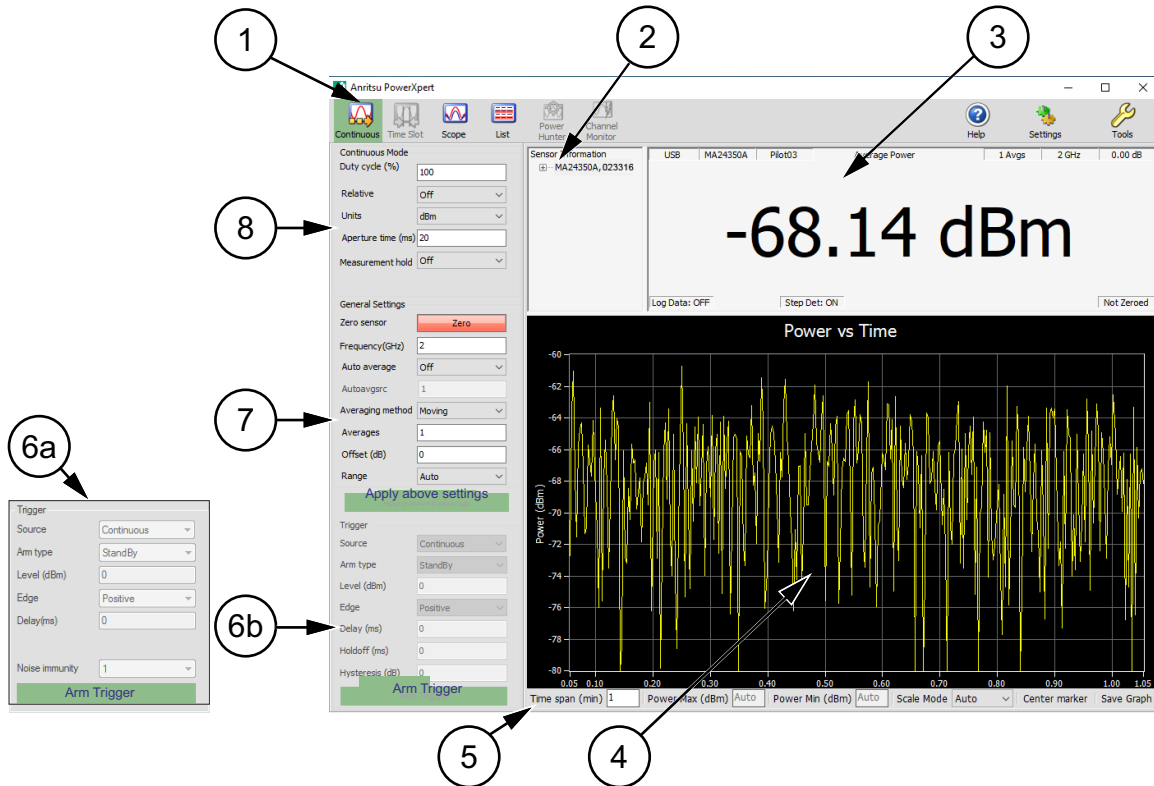 1
2
3
Anritsu PowerXpert
Continuous
Time Slot
Scope
List
Power Hunter
Channel Monitor
Help
Settings
Tools
Continuous Mode
Duty cycle (%) 100
Relative Off
Units dBm
Aperture time (ms) 20
Measurement hold Off
8
General Settings
Zero sensor Zero
Frequency(GHz) 2
Auto average Off
Autoavgsrc 1
Averaging method Moving
Averages 1
Offset (dB) 0
Range Auto
Apply above settings
7
Trigger
Source Continuous
Arm type StandBy
Level (dBm) 0
Edge Positive
Delay (ms) 0
Holdoff (ms) 0
Hysteresis (dB) 0
Arm Trigger
6b
6a
Trigger
Source Continuous
Arm type StandBy
Level (dBm) 0
Edge Positive
Delay(ms) 0
Noise immunity 1
Arm Trigger
Sensor Information
MA24350A, 023316
USB MA24350A Pilot03 Average Power 1 Avgs 2 GHz 0.00 dB
-68.14 dBm
Log Data: OFF Step Det: ON Not Zeroed
Power vs Time
Power (dBm)
-60
-62
-64
-66
-68
-70
-72
-74
-76
-78
-80
0.05 0.10 0.20 0.30 0.40 0.50 0.60 0.70 0.80 0.90 1.00 1.05
Time span (min) 1 Power Max (dBm) Auto Power Min (dBm) Auto Scale Mode Auto Center marker Save Graph
5
4